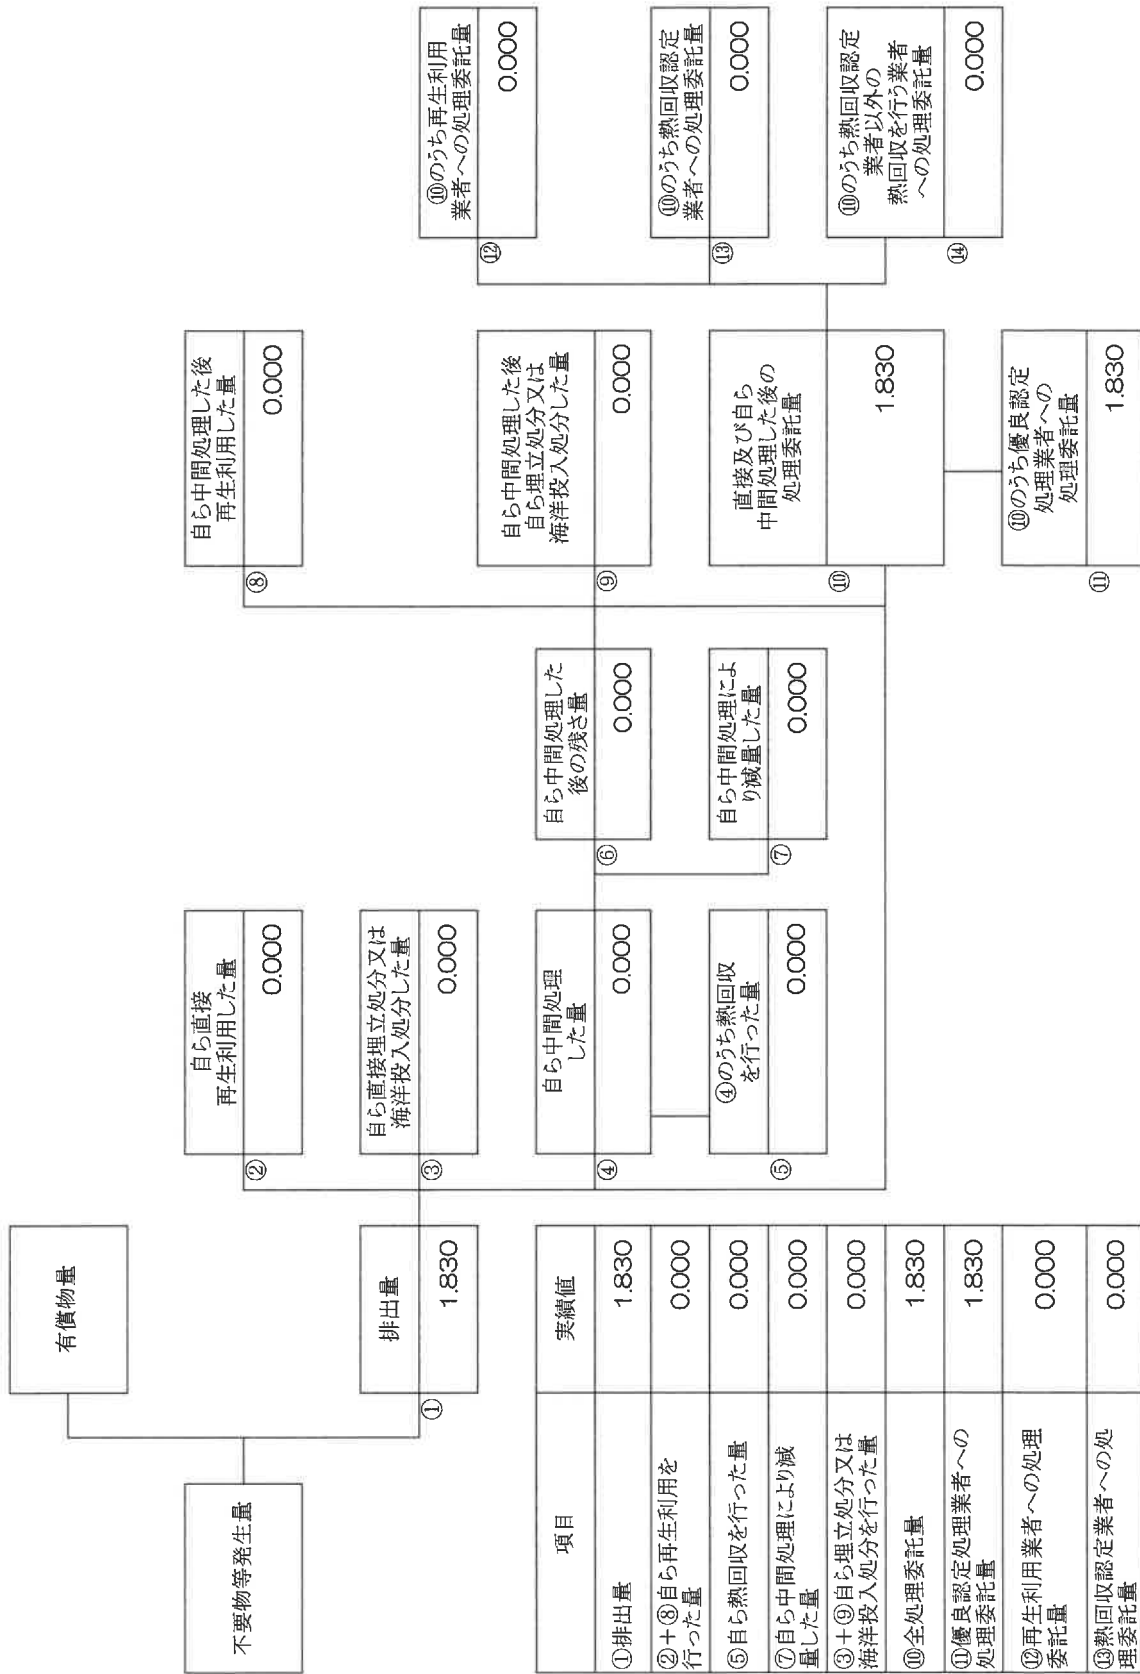 有償物量
不要物等発生量
排出量
①
1.830
自ら直接
再生利用した量
②
0.000
自ら直接埋立処分又は
海洋投入処分した量
③
0.000
自ら中間処理
した量
④
0.000
④のうち熱回収
を行った量
⑤
0.000
自ら中間処理した
後の残さ量
⑥
0.000
自ら中間処理によ
り減量した量
⑦
0.000
自ら中間処理した後
再生利用した量
⑧
0.000
自ら中間処理した後
自ら埋立処分又は
海洋投入処分した量
⑨
0.000
直接及び自ら
中間処理した後の
処理委託量
⑩
1.830
⑩のうち優良認定
処理業者への
処理委託量
⑪
1.830
⑩のうち再生利用
業者への処理委託量
⑫
0.000
⑩のうち熱回収認定
業者への処理委託量
⑬
0.000
⑩のうち熱回収認定
業者以外の
熱回収を行う業者
への処理委託量
⑭
0.000
項目 実績値
①排出量 1.830
②+⑧自ら再生利用を
行った量 0.000
⑤自ら熱回収を行った量 0.000
⑦自ら中間処理により減
量した量 0.000
③+⑨自ら埋立処分又は
海洋投入処分を行った量 0.000
⑩全処理委託量 1.830
⑪優良認定処理業者への
処理委託量 1.830
⑫再生利用業者への処理
委託量 0.000
⑬熱回収認定業者への処
理委託量 0.000